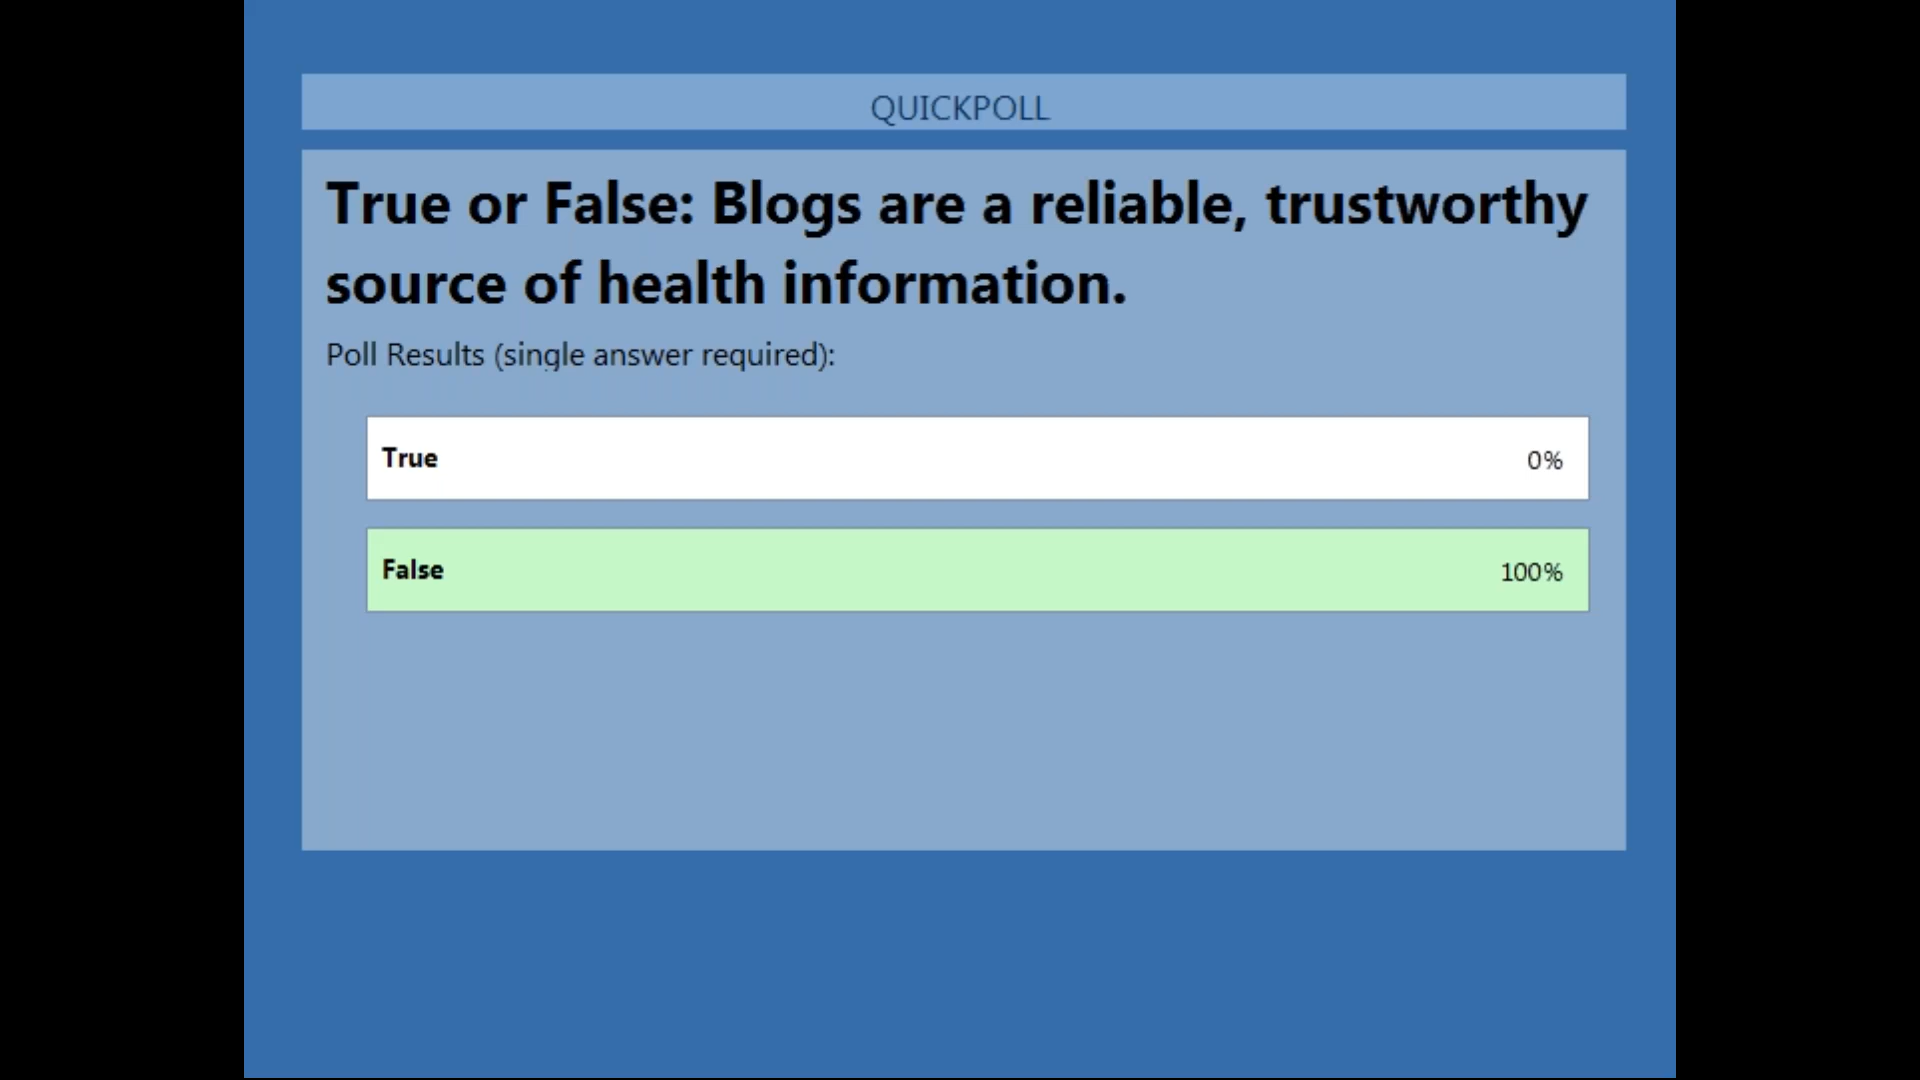 QUICKPOLL
True or False: Blogs are a reliable, trustworthy
source of health information.
Poll Results (single answer required):
True 0%
False 100%